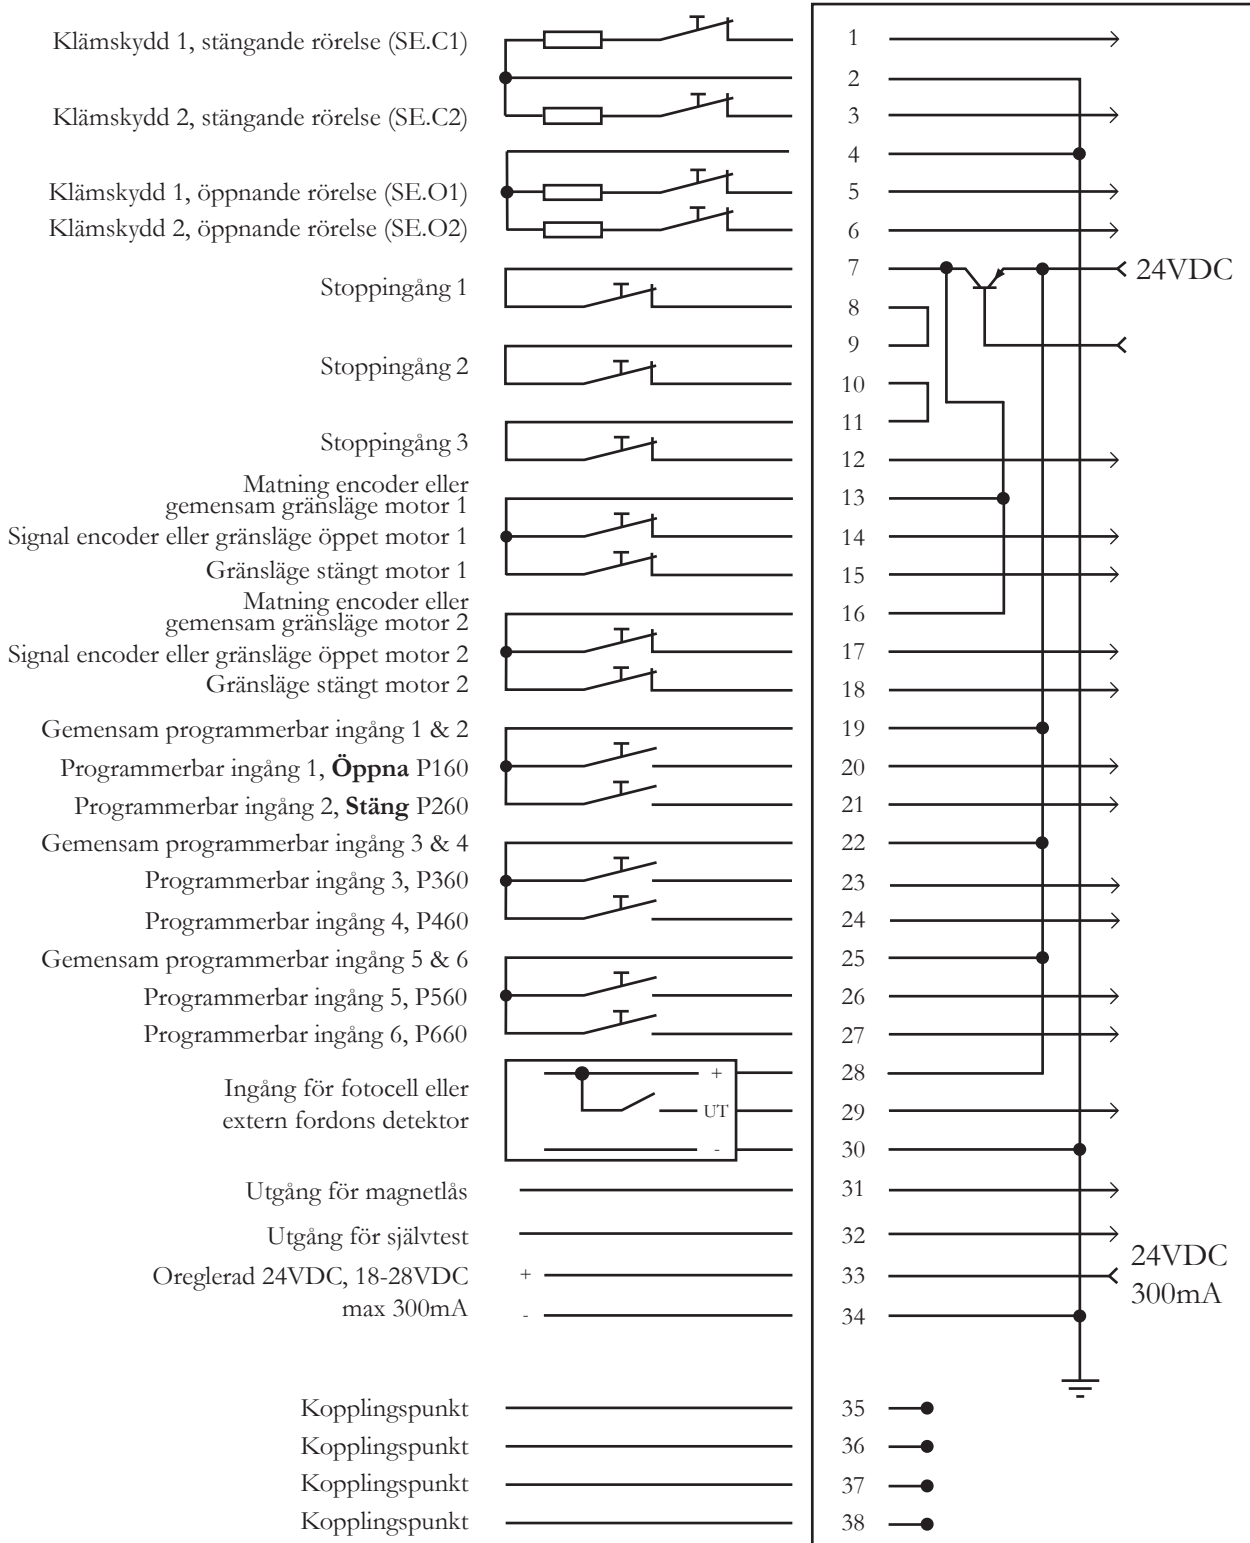 Klämskydd 1, stängande rörelse (SE.C1) 1
2
Klämskydd 2, stängande rörelse (SE.C2) 3
4
Klämskydd 1, öppnande rörelse (SE.O1) 5
Klämskydd 2, öppnande rörelse (SE.O2) 6
7 24VDC
Stoppingång 1
8
9
Stoppingång 2
10
11
Stoppingång 3
12
Matning encoder eller
gemensam gränsläge motor 1 13
Signal encoder eller gränsläge öppet motor 1 14
Gränsläge stängt motor 1 15
Matning encoder eller
gemensam gränsläge motor 2 16
Signal encoder eller gränsläge öppet motor 2 17
Gränsläge stängt motor 2 18
Gemensam programmerbar ingång 1 & 2 19
Programmerbar ingång 1, Öppna P160 20
Programmerbar ingång 2, Stäng P260 21
Gemensam programmerbar ingång 3 & 4 22
Programmerbar ingång 3, P360 23
Programmerbar ingång 4, P460 24
Gemensam programmerbar ingång 5 & 6 25
Programmerbar ingång 5, P560 26
Programmerbar ingång 6, P660 27
+ 28
Ingång för fotocell eller
extern fordons detektor
UT 29
- 30
Utgång för magnetlås 31
Utgång för självtest 32
Oreglerad 24VDC, 18-28VDC + 33 24VDC
max 300mA - 34 300mA
Kopplingspunkt 35
Kopplingspunkt 36
Kopplingspunkt 37
Kopplingspunkt 38